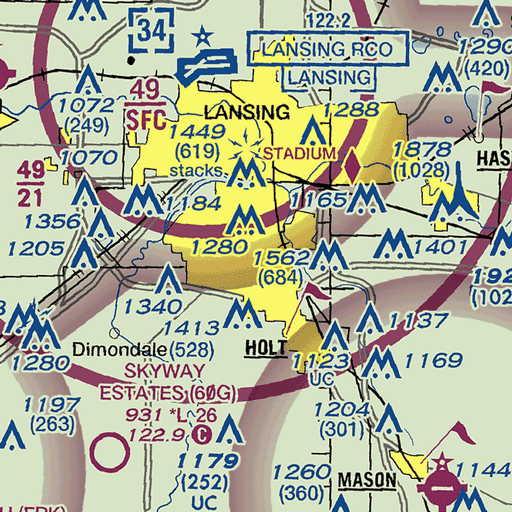 122.2
34
LANSING RCO
LANSING
1290
(420)
1072
(249)
49
SFC
LANSING
1288
1449
(619)
stacks
STADIUM
1070
1878
(1028)
HAS
49
21
1184
1165
1356
1205
1280
1401
1562
(684)
192
(102
1340
1413
(528)
1137
Dimondale
HOLT
1280
1123
UC
1169
SKYWAY
ESTATES (60G)
931 *L 26
122.9 C
1197
(263)
1204
(301)
1179
(252)
UC
1260
(360)
MASON
1144